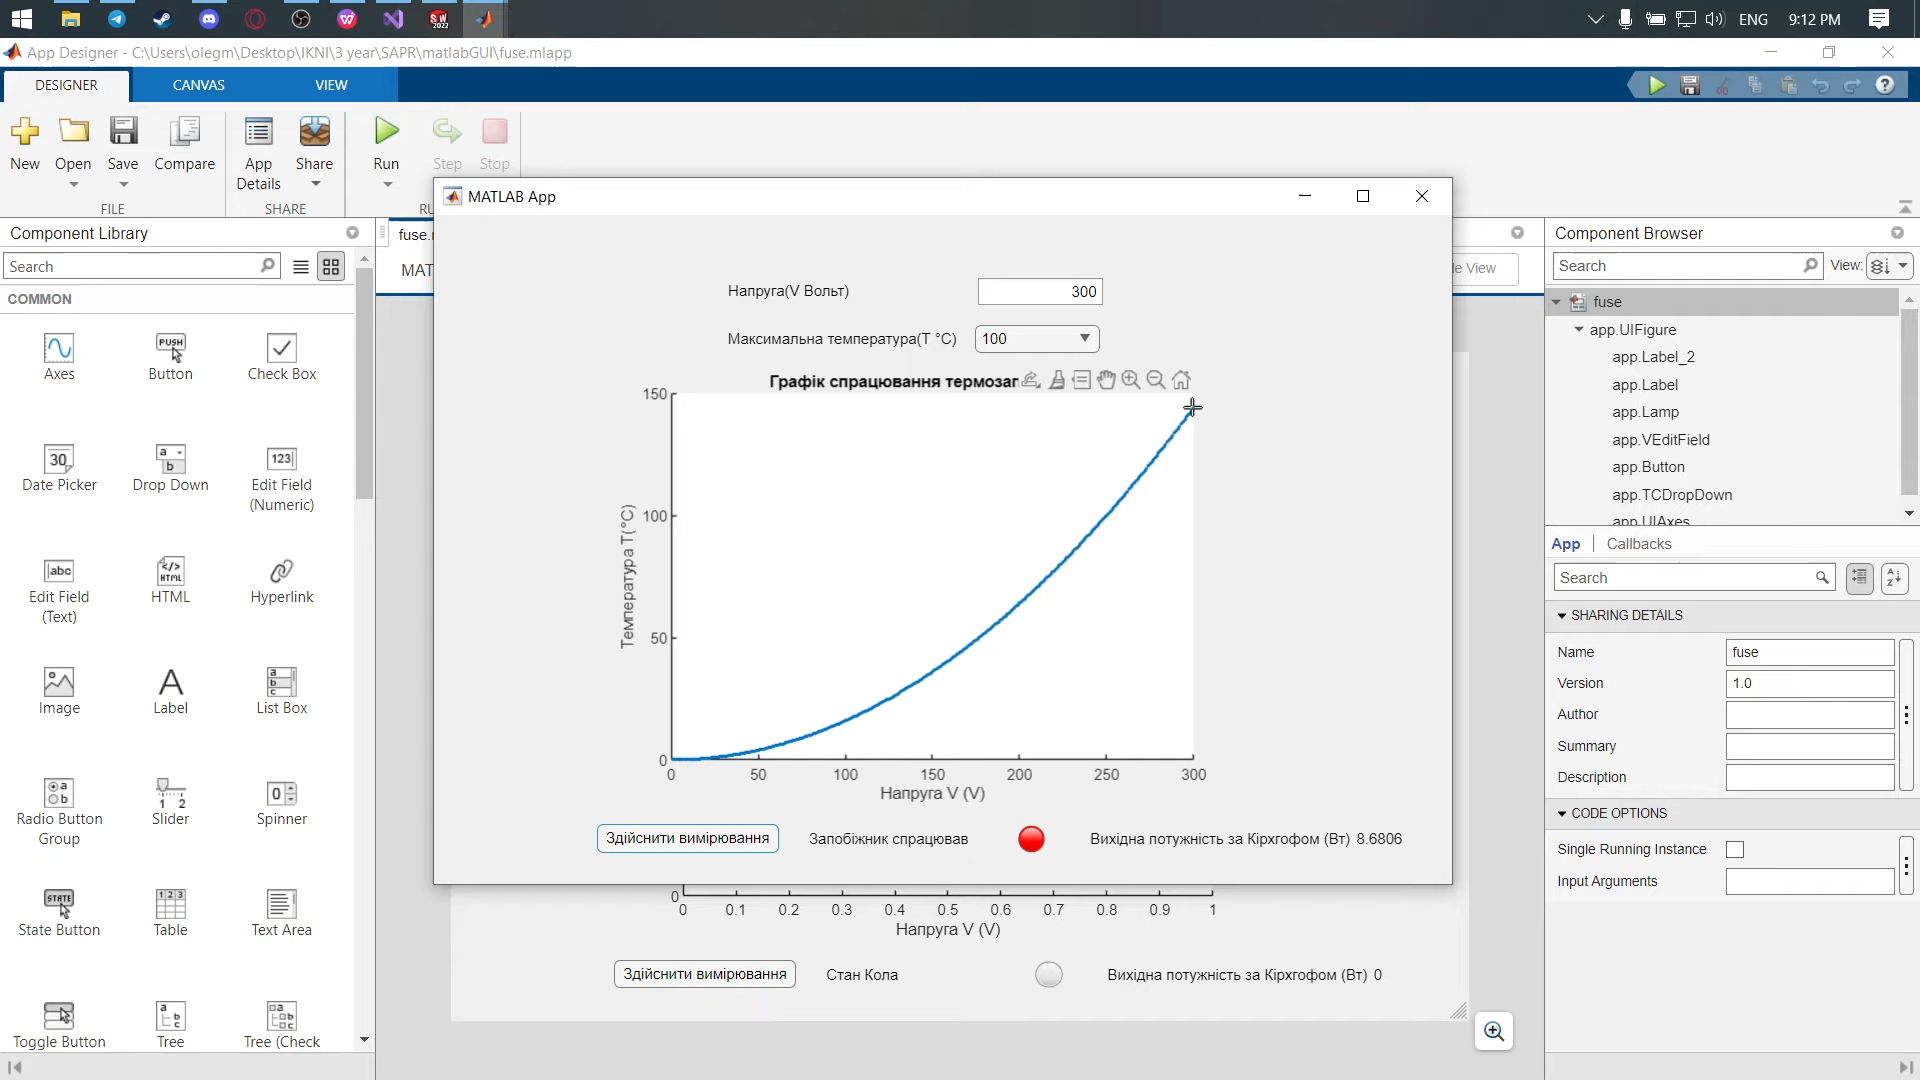 ENG
9:12 PM
App Designer - C:\Users\olegm\Desktop\IKNI\3 year\SAPR\matlabGUI\fuse.mlapp
DESIGNER
CANVAS
VIEW
New
Open
Save
Compare
App Details
Share
Run
Step
Stop
FILE
SHARE
RU
Component Library
Search
COMMON
Axes
Button
Check Box
Date Picker
Drop Down
Edit Field (Numeric)
Edit Field (Text)
HTML
Hyperlink
Image
Label
List Box
Radio Button Group
Slider
Spinner
State Button
Table
Text Area
Toggle Button
Tree
Tree (Check
fuse.
MAT
MATLAB App
Напруга(V Вольт)
300
Максимальна температура(T °C)
100
Графік спрацювання термозап
150
100
50
0
Температура T(°C)
0 50 100 150 200 250 300
Напруга V (V)
Здійснити вимірювання
Запобіжник спрацював
Вихідна потужність за Кірхгофом (Вт) 8.6806
0
0 0.1 0.2 0.3 0.4 0.5 0.6 0.7 0.8 0.9 1
Напруга V (V)
Здійснити вимірювання
Стан Кола
Вихідна потужність за Кірхгофом (Вт) 0
e View
Component Browser
Search
View:
fuse
app.UIFigure
app.Label_2
app.Label
app.Lamp
app.VEditField
app.Button
app.TCDropDown
app.UIAxes
App
Callbacks
Search
SHARING DETAILS
Name
fuse
Version
1.0
Author
Summary
Description
CODE OPTIONS
Single Running Instance
Input Arguments